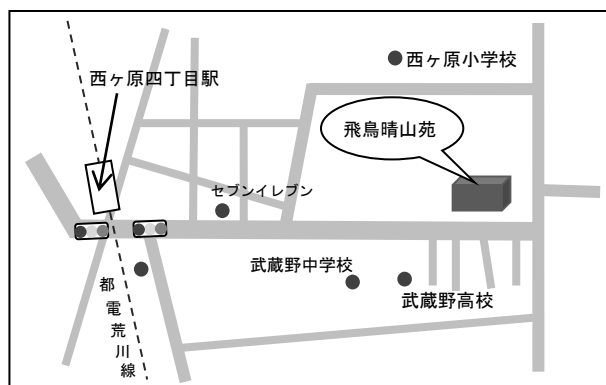 西ヶ原小学校
西ヶ原四丁目駅
飛鳥晴山苑
セブンイレブン
武蔵野中学校
武蔵野高校
都電荒川線